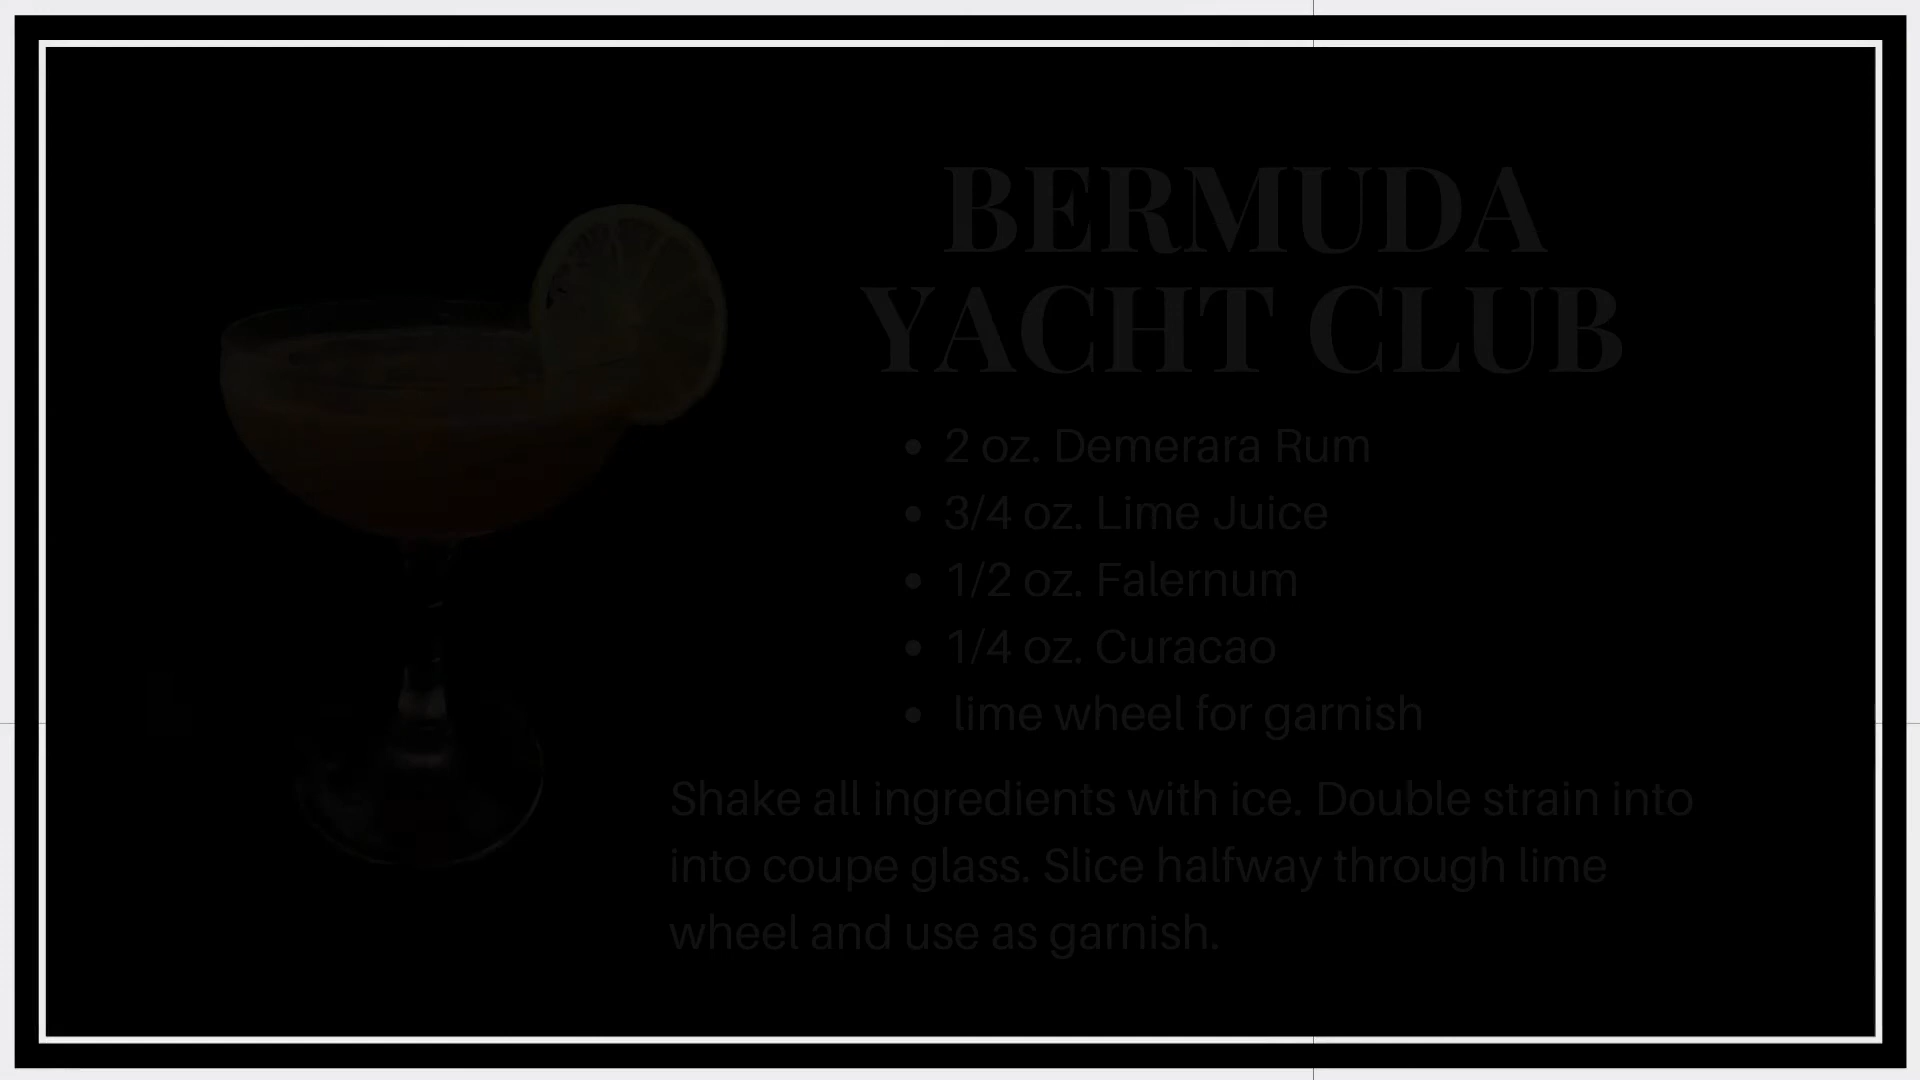 BERMUDA
YACHT CLUB
• 2 oz. Demerara Rum
• 3/4 oz. Lime Juice
• 1/2 oz. Falernum
• 1/4 oz. Curacao
• lime wheel for garnish
Shake all ingredients with ice. Double strain into
into coupe glass. Slice halfway through lime
wheel and use as garnish.